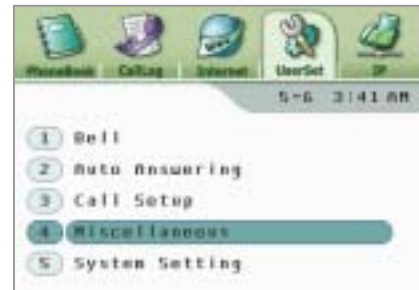 PhoneBook CallLog Internet UserSet IP
5-6 3:41 AM
1 Bell
2 Auto Answering
3 Call Setup
4 Miscellaneous
5 System Setting